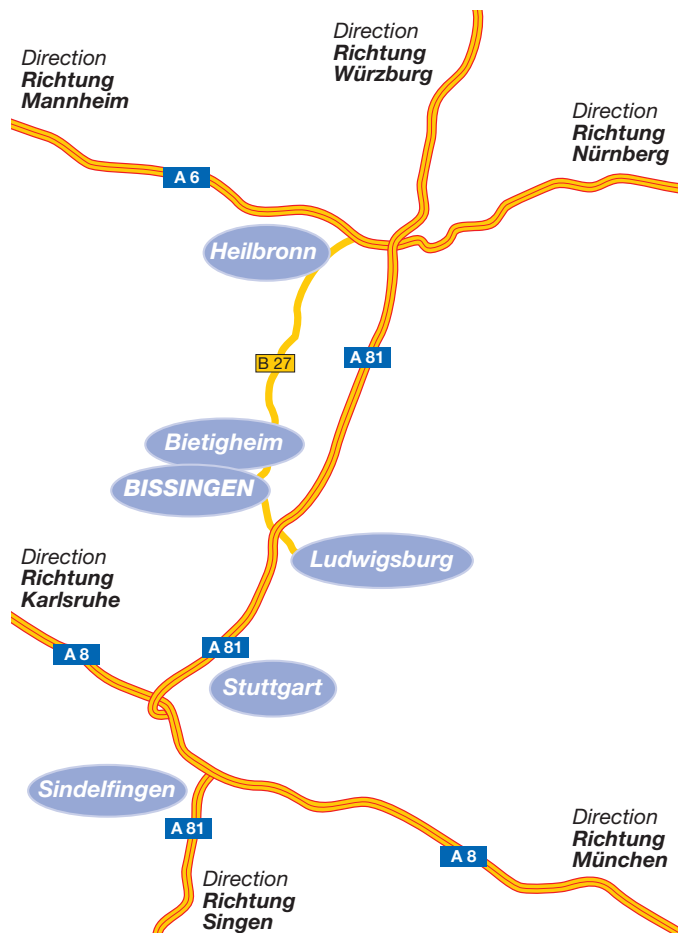 Direction
Richtung
Mannheim
Direction
Richtung
Würzburg
Direction
Richtung
Nürnberg
A 6
Heilbronn
B 27
A 81
Bietigheim
BISSINGEN
Ludwigsburg
Direction
Richtung
Karlsruhe
A 8
A 81
Stuttgart
Sindelfingen
A 81
Direction
Richtung
Singen
A 8
Direction
Richtung
München